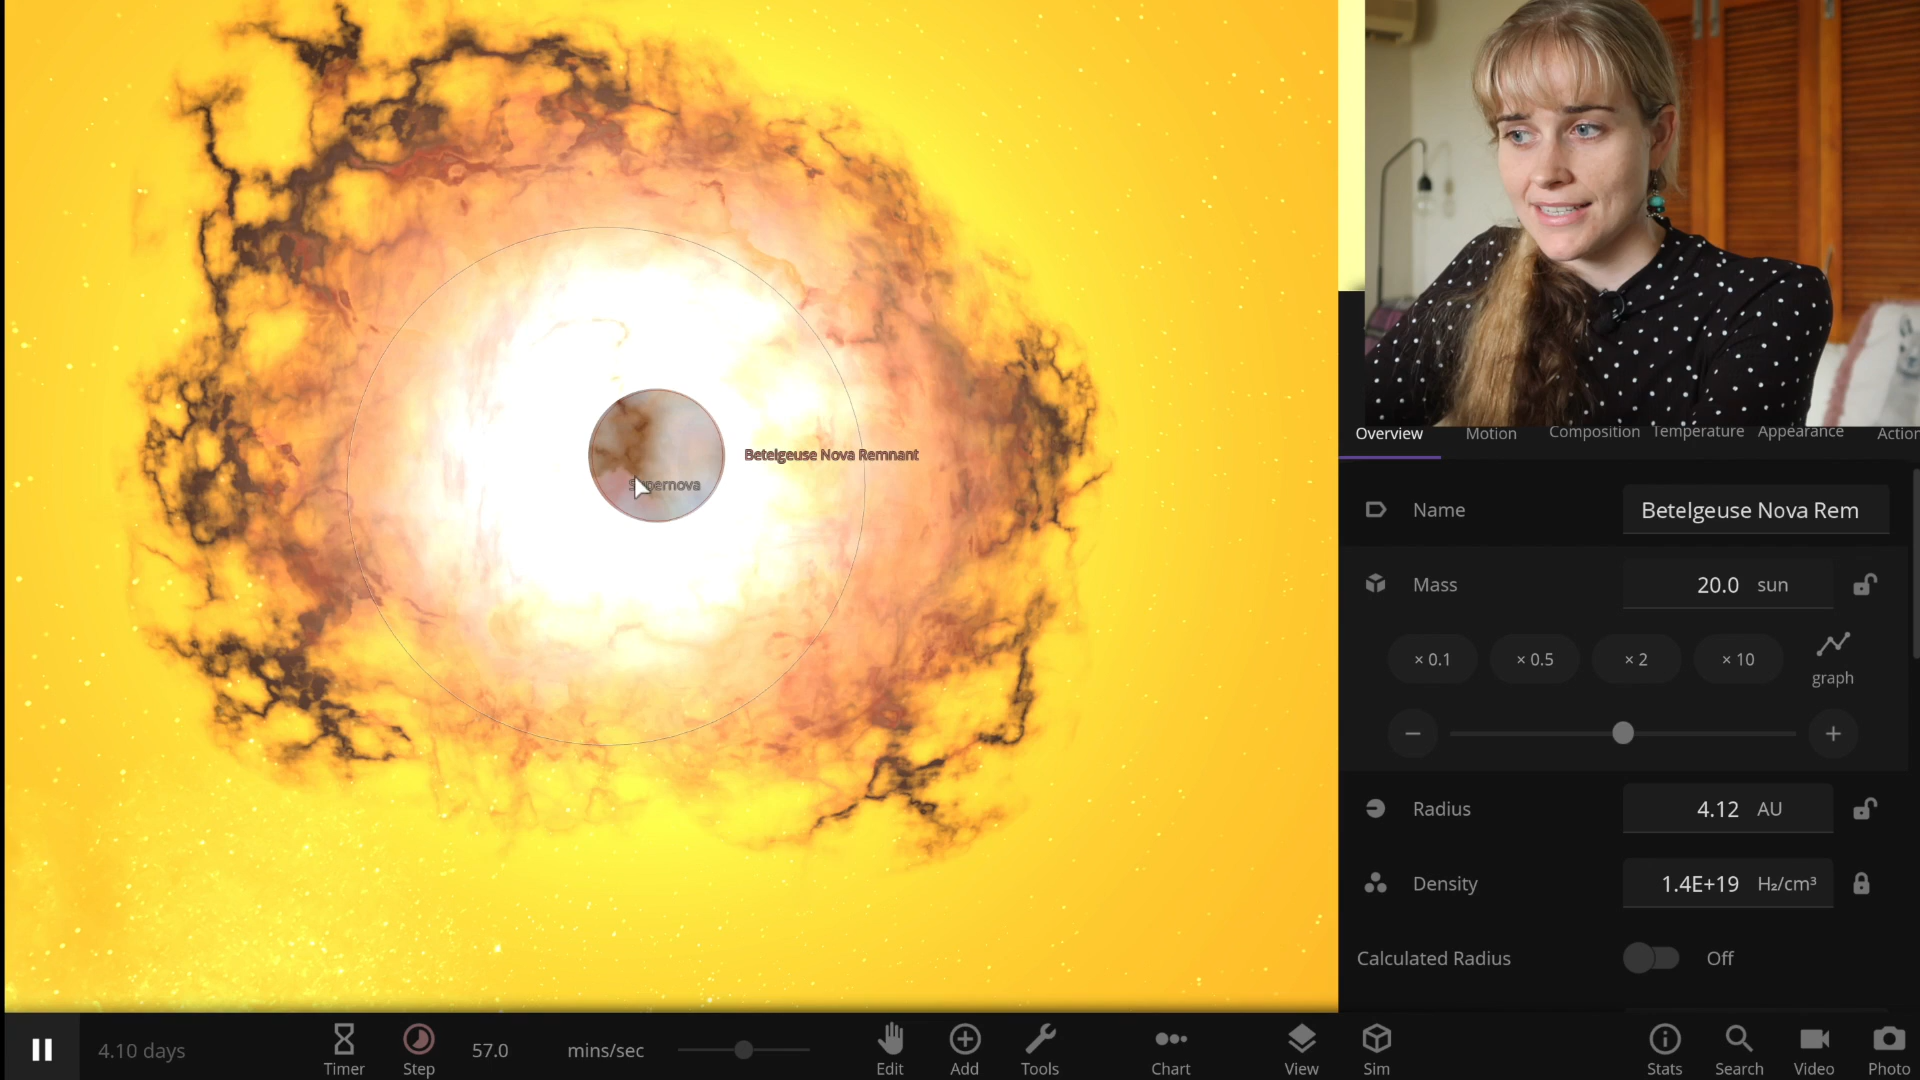 Betelgeuse Nova Remnant
Supernova
Overview Motion Composition Temperature Appearance Action
Name Betelgeuse Nova Rem
Mass 20.0 sun
× 0.1 × 0.5 × 2 × 10 graph
Radius 4.12 AU
Density 1.4E+19 H₂/cm³
Calculated Radius Off
4.10 days Timer Step 57.0 mins/sec Edit Add Tools Chart View Sim Stats Search Video Photo